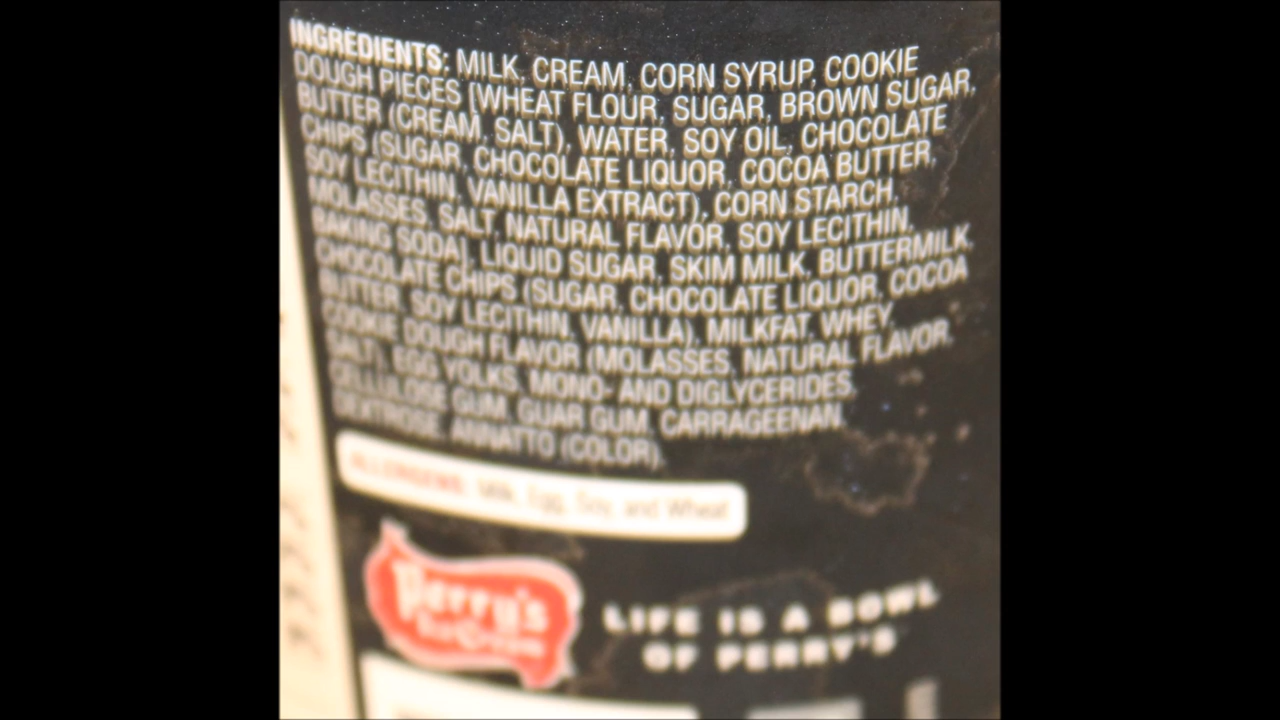 INGREDIENTS: MILK, CREAM, CORN SYRUP, COOKIE
DOUGH PIECES [WHEAT FLOUR, SUGAR, BROWN SUGAR,
BUTTER (CREAM, SALT), WATER, SOY OIL, CHOCOLATE
CHIPS (SUGAR, CHOCOLATE LIQUOR, COCOA BUTTER,
SOY LECITHIN, VANILLA EXTRACT), CORN STARCH,
MOLASSES, SALT, NATURAL FLAVOR, SOY LECITHIN,
BAKING SODA], LIQUID SUGAR, SKIM MILK, BUTTERMILK,
CHOCOLATE CHIPS (SUGAR, CHOCOLATE LIQUOR, COCOA
BUTTER, SOY LECITHIN, VANILLA), MILKFAT, WHEY,
COOKIE DOUGH FLAVOR (MOLASSES, NATURAL FLAVOR,
SALT), EGG YOLKS, MONO- AND DIGLYCERIDES,
CELLULOSE GUM, GUAR GUM, CARRAGEENAN,
DEXTROSE, ANNATTO (COLOR).
ALLERGENS: Milk, Egg, Soy, and Wheat
Perry's
Ice Cream
LIFE IS A BOWL
OF PERRY'S